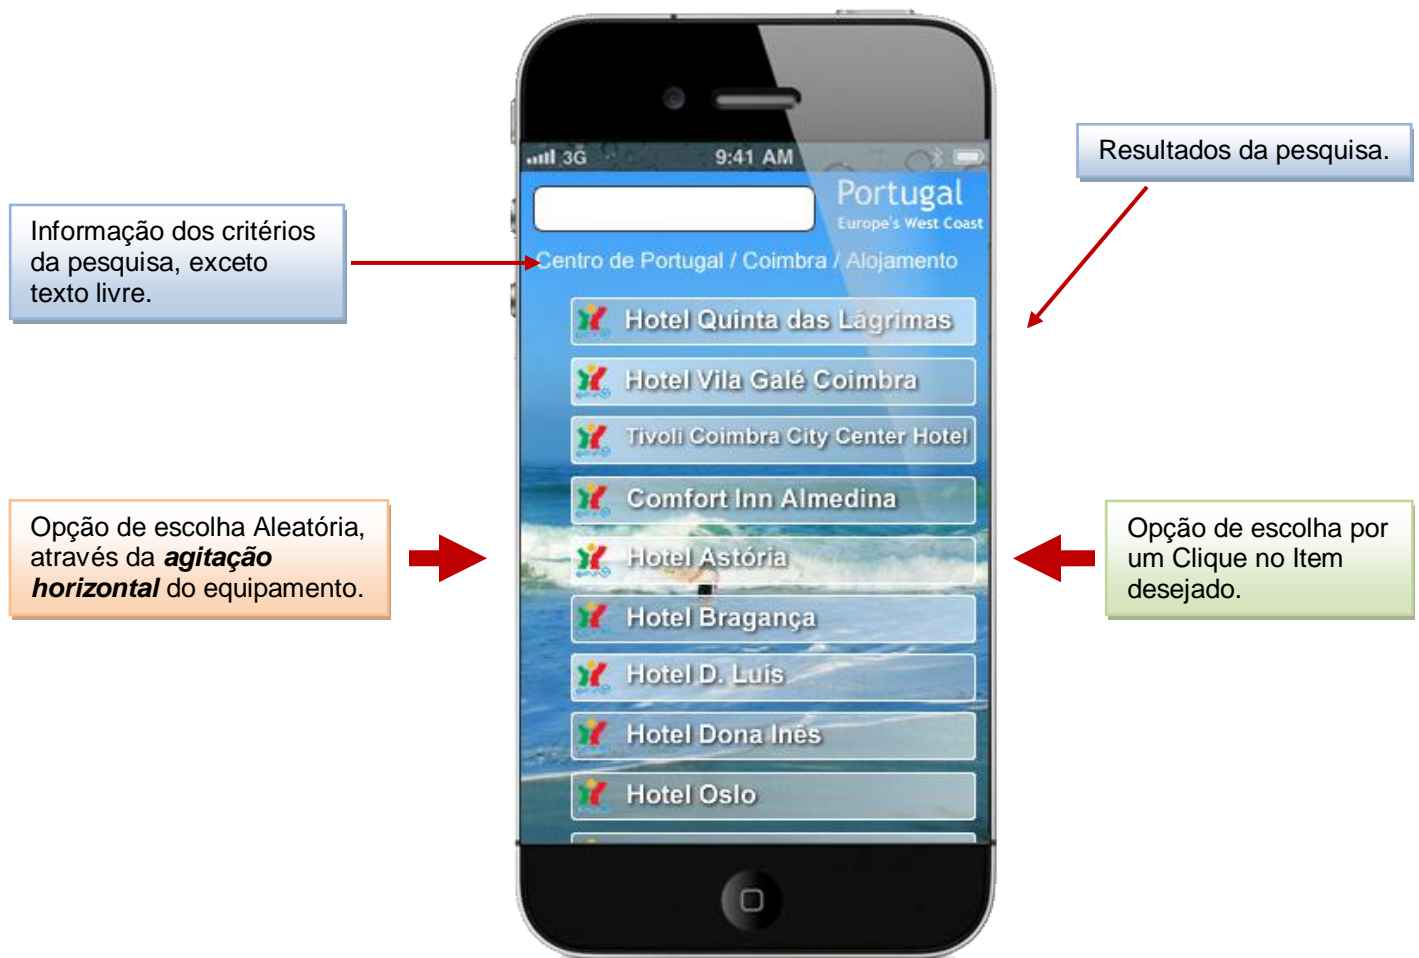 3G 9:41 AM
Portugal
Europe's West Coast
Centro de Portugal / Coimbra / Alojamento
Hotel Quinta das Lágrimas
Hotel Vila Galé Coimbra
Tivoli Coimbra City Center Hotel
Comfort Inn Almedina
Hotel Astória
Hotel Bragança
Hotel D. Luís
Hotel Dona Inês
Hotel Oslo
Informação dos critérios
da pesquisa, exceto
texto livre.
Opção de escolha Aleatória,
através da agitação
horizontal do equipamento.
Resultados da pesquisa.
Opção de escolha por
um Clique no Item
desejado.